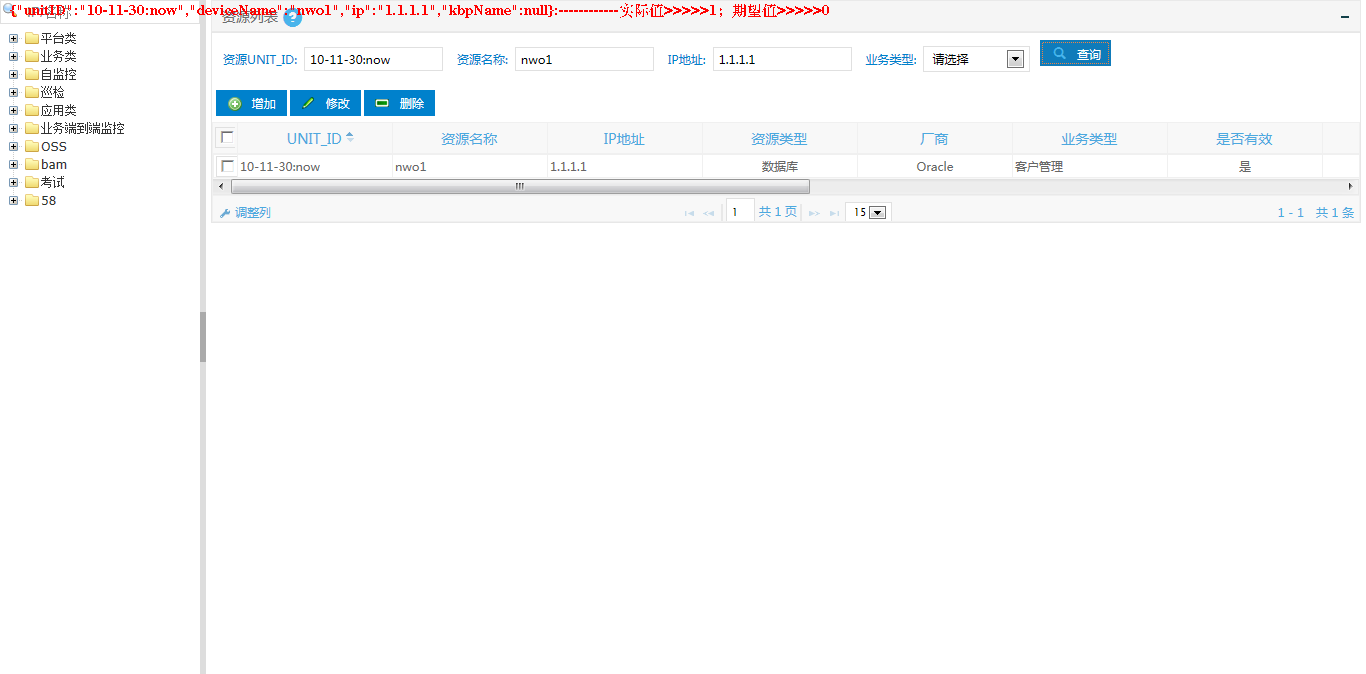 {"unitID":"10-11-30:now","deviceName":"nwo1","ip":"1.1.1.1","kbpName":null}:------------实际值>>>>>1；期望值>>>>>0
资源列表 ?
平台类
业务类
自监控
巡检
应用类
业务端到端监控
OSS
bam
考试
58
资源UNIT_ID: 10-11-30:now 资源名称: nwo1 IP地址: 1.1.1.1 业务类型: 请选择 查询
增加 修改 删除
UNIT_ID 资源名称 IP地址 资源类型 厂商 业务类型 是否有效
10-11-30:now nwo1 1.1.1.1 数据库 Oracle 客户管理 是
调整列 1 共 1 页 15 1 - 1 共 1 条